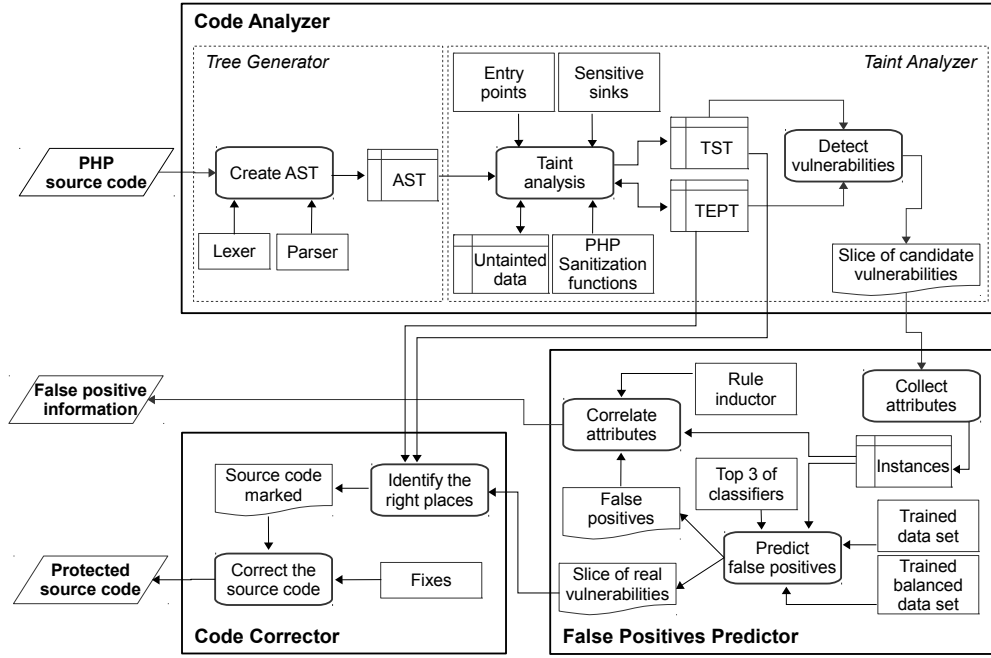 Code Analyzer
Tree Generator
Taint Analyzer
Entry
points
Sensitive
sinks
PHP
source code
Create AST
AST
Taint
analysis
TST
TEPT
Detect
vulnerabilities
Lexer
Parser
Untainted
data
PHP
Sanitization
functions
Slice of candidate
vulnerabilities
False positive
information
Correlate
attributes
Rule
inductor
Collect
attributes
Instances
Source code
marked
Identify the
right places
False
positives
Top 3 of
classifiers
Trained
data set
Predict
false positives
Trained
balanced
data set
Protected
source code
Correct the
source code
Fixes
Slice of real
vulnerabilities
Code Corrector
False Positives Predictor